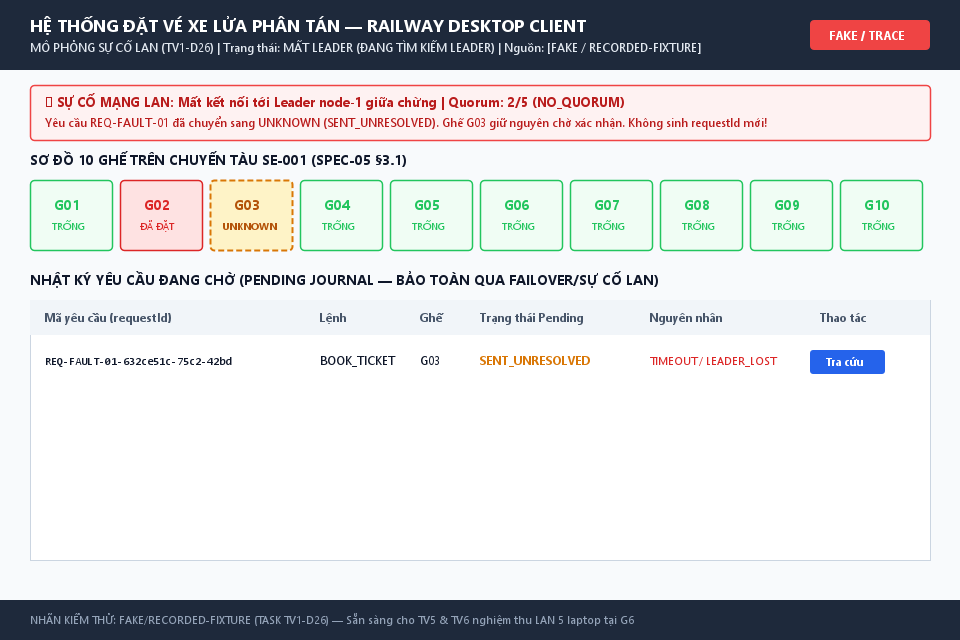 HỆ THỐNG ĐẶT VÉ XE LỬA PHÂN TÁN — RAILWAY DESKTOP CLIENT
MÔ PHỎNG SỰ CỐ LAN (TV1-D26) | Trạng thái: MẤT LEADER (ĐANG TÌM KIẾM LEADER) | Nguồn: [FAKE / RECORDED-FIXTURE]
FAKE / TRACE
SỰ CỐ MẠNG LAN: Mất kết nối tới Leader node-1 giữa chừng | Quorum: 2/5 (NO_QUORUM)
Yêu cầu REQ-FAULT-01 đã chuyển sang UNKNOWN (SENT_UNRESOLVED). Ghế G03 giữ nguyên chờ xác nhận. Không sinh requestId mới!
SƠ ĐỒ 10 GHẾ TRÊN CHUYẾN TÀU SE-001 (SPEC-05 §3.1)
G01 G02 G03 G04 G05 G06 G07 G08 G09 G10
TRỐNG ĐÃ ĐẶT UNKNOWN TRỐNG TRỐNG TRỐNG TRỐNG TRỐNG TRỐNG TRỐNG
NHẬT KÝ YÊU CẦU ĐANG CHỜ (PENDING JOURNAL — BẢO TOÀN QUA FAILOVER/SỰ CỐ LAN)
Mã yêu cầu (requestId) Lệnh Ghế Trạng thái Pending Nguyên nhân Thao tác
REQ-FAULT-01-632ce51c-75c2-42bd BOOK_TICKET G03 SENT_UNRESOLVED TIMEOUT/ LEADER_LOST Tra cứu
NHÃN KIỂM THỬ: FAKE/RECORDED-FIXTURE (TASK TV1-D26) — Sẵn sàng cho TV5 & TV6 nghiệm thu LAN 5 laptop tại G6